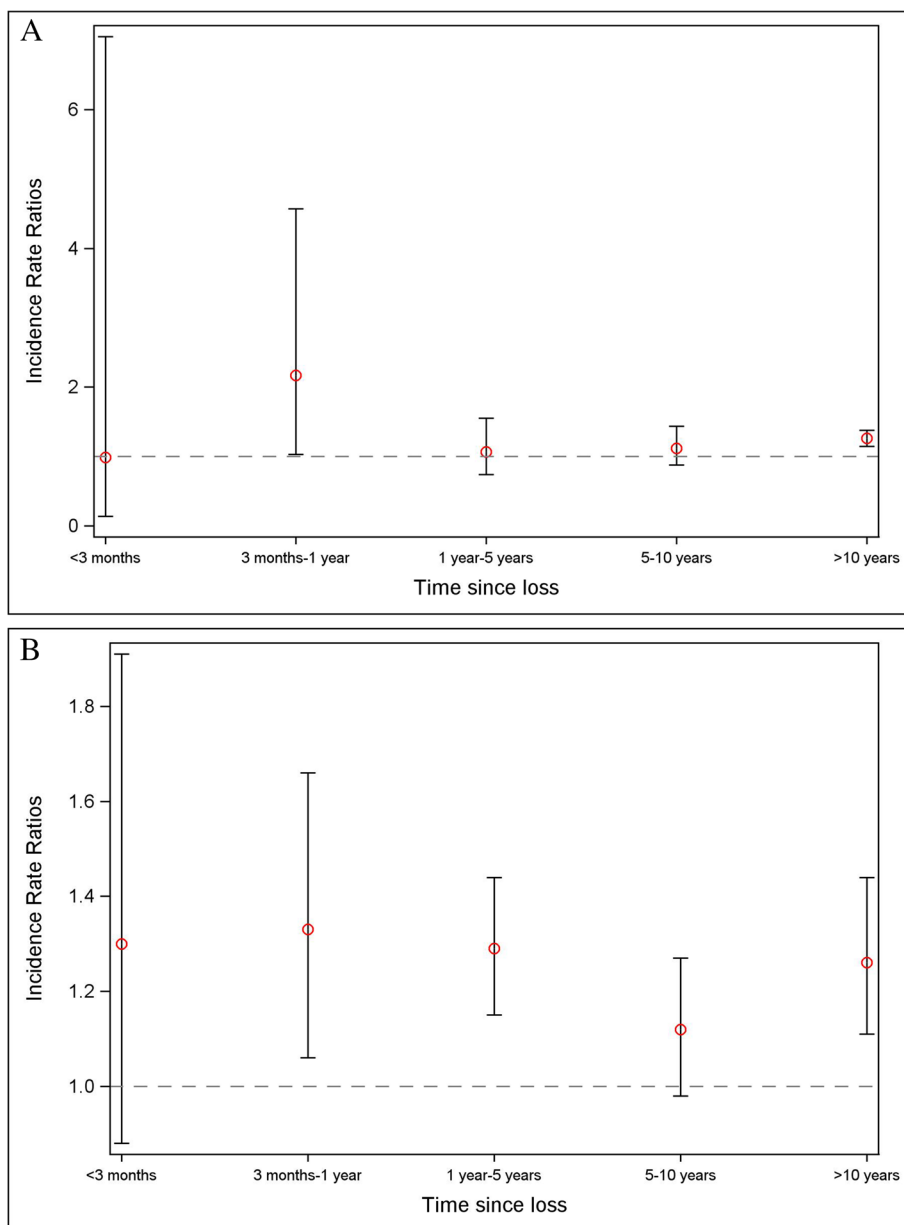 A
Incidence Rate Ratios
6
4
2
0
<3 months
3 months-1 year
1 year-5 years
5-10 years
>10 years
Time since loss
B
Incidence Rate Ratios
1.8
1.6
1.4
1.2
1.0
<3 months
3 months-1 year
1 year-5 years
5-10 years
>10 years
Time since loss